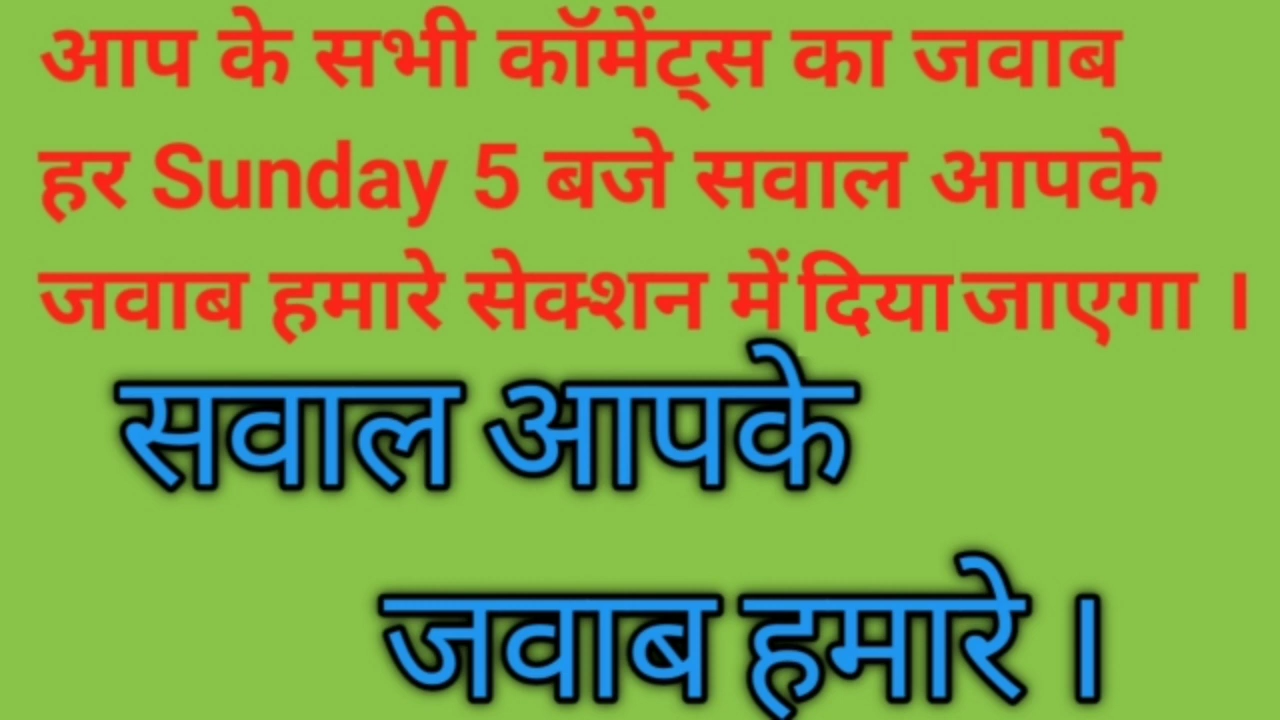 आप के सभी कॉमेंट्स का जवाब
हर Sunday 5 बजे सवाल आपके
जवाब हमारे सेक्शन में दिया जाएगा ।
सवाल आपके
जवाब हमारे ।